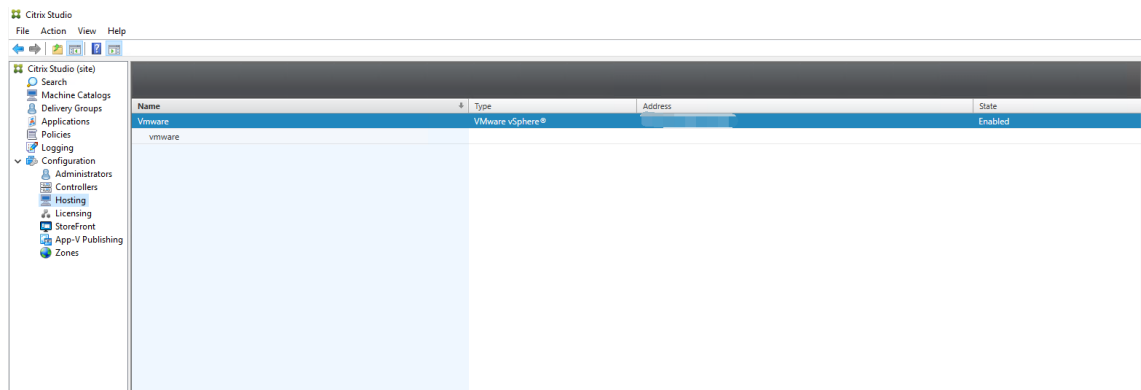 Citrix Studio
File Action View Help
Citrix Studio (site)
Search
Machine Catalogs
Delivery Groups
Applications
Policies
Logging
Configuration
Administrators
Controllers
Hosting
Licensing
StoreFront
App-V Publishing
Zones
Name Type Address State
Vmware VMware vSphere® Enabled
vmware